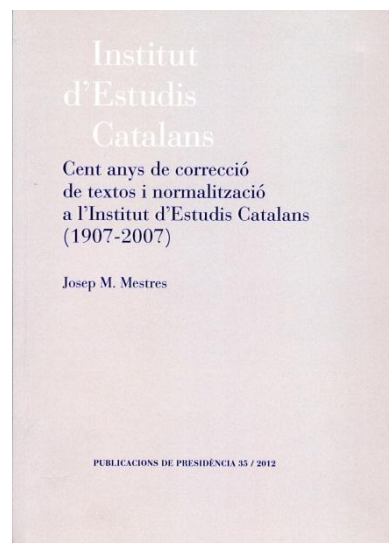 Institut
d'Estudis
Catalans
Cent anys de correcció
de textos i normalització
a l'Institut d'Estudis Catalans
(1907-2007)
Josep M. Mestres
PUBLICACIONS DE PRESIDÈNCIA 35 / 2012